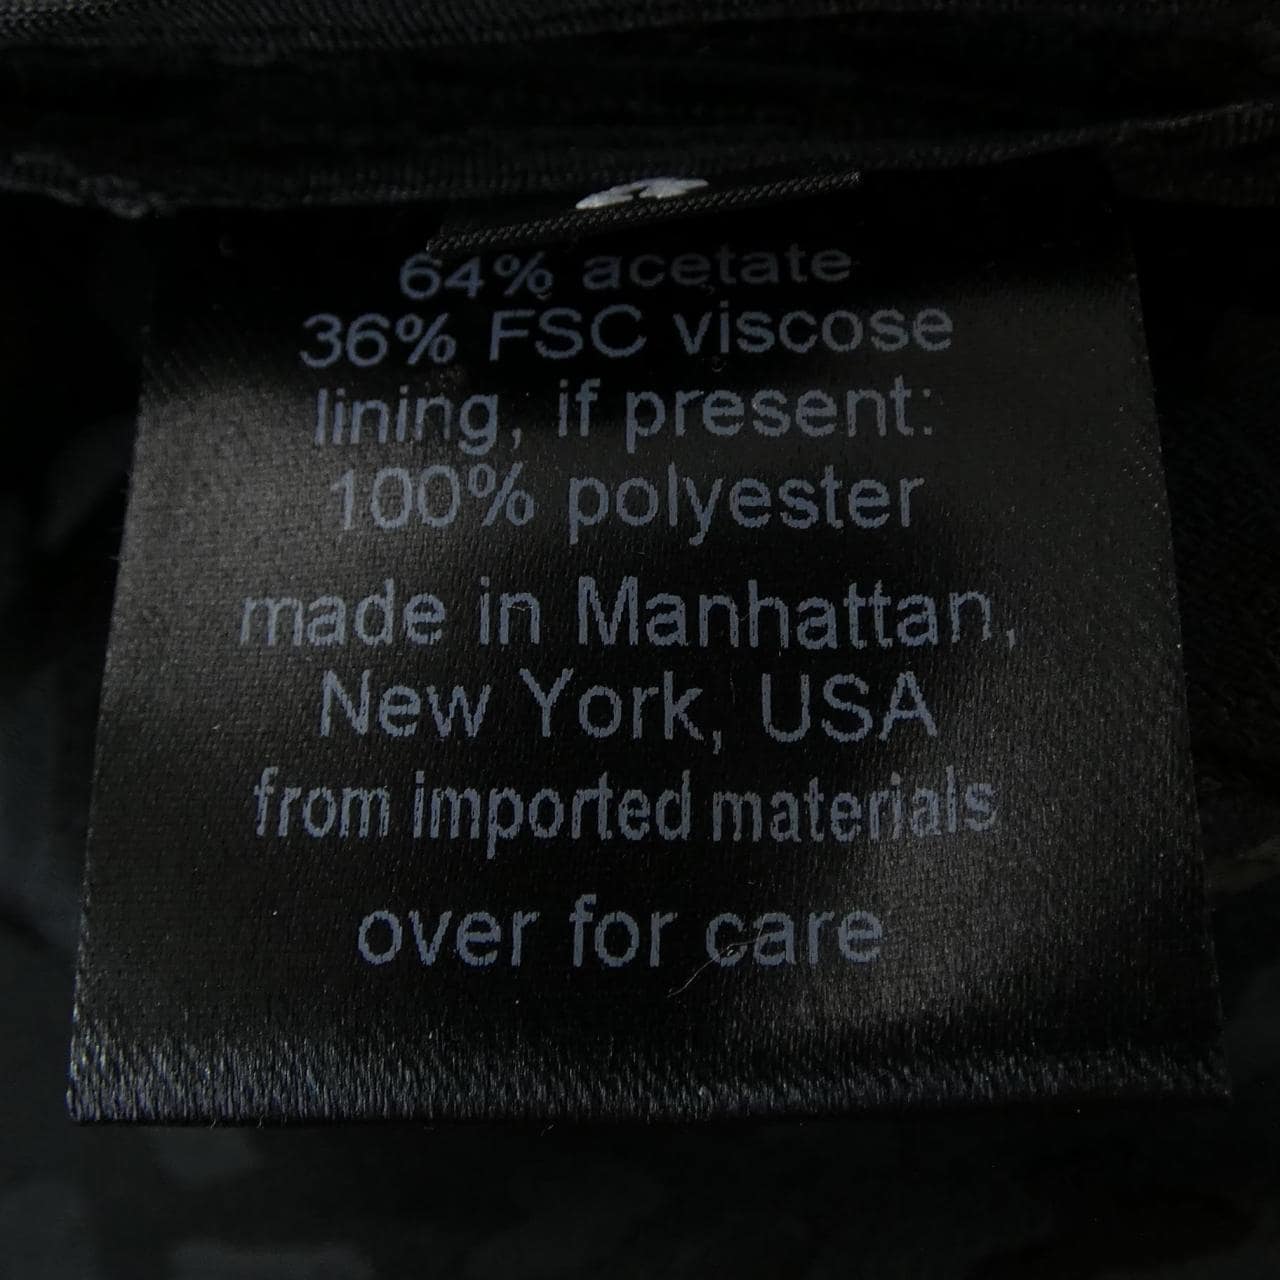 64% acetate
36% FSC viscose
lining, if present:
100% polyester
made in Manhattan,
New York, USA
from imported materials
over for care